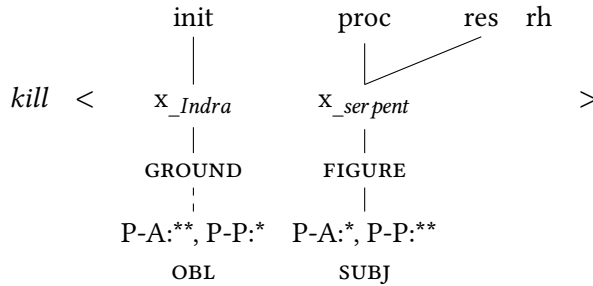 init proc res rh
kill < x_Indra x_serpent >
GROUND FIGURE
P-A:**, P-P:* P-A:*, P-P:**
OBL SUBJ